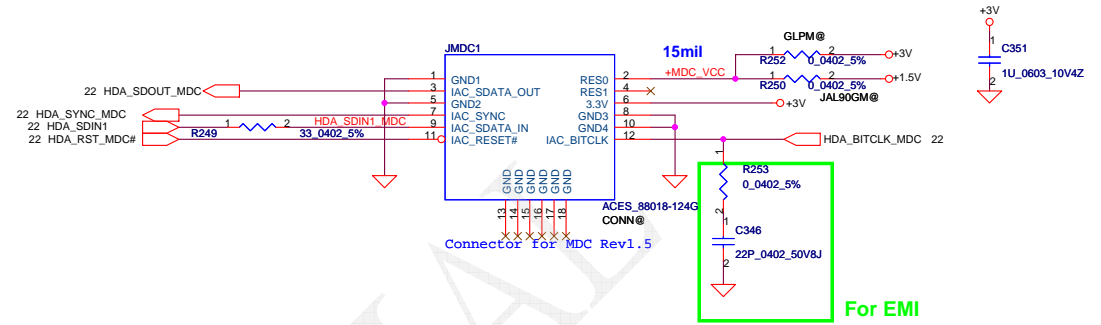 +3V
1
C351
1U_0603_10V4Z
2
GLPM@
1 2
R252 0_0402_5%
+3V
15mil
+MDC_VCC
1 2
R250 0_0402_5%
+1.5V
JAL90GM@
JMDC1
1 GND1 RES0 2
3 IAC_SDATA_OUT RES1 4
5 GND2 3.3V 6
+3V
7 IAC_SYNC GND3 8
9 IAC_SDATA_IN GND4 10
11 IAC_RESET# IAC_BITCLK 12
22 HDA_SDOUT_MDC
22 HDA_SYNC_MDC
22 HDA_SDIN1
1 2
HDA_SDIN1_MDC
R249 33_0402_5%
22 HDA_RST_MDC#
HDA_BITCLK_MDC 22
GND GND GND GND GND GND
13 14 15 16 17 18
ACES_88018-124G
CONN@
Connector for MDC Rev1.5
1
R253
0_0402_5%
2
1
C346
22P_0402_50V8J
2
For EMI